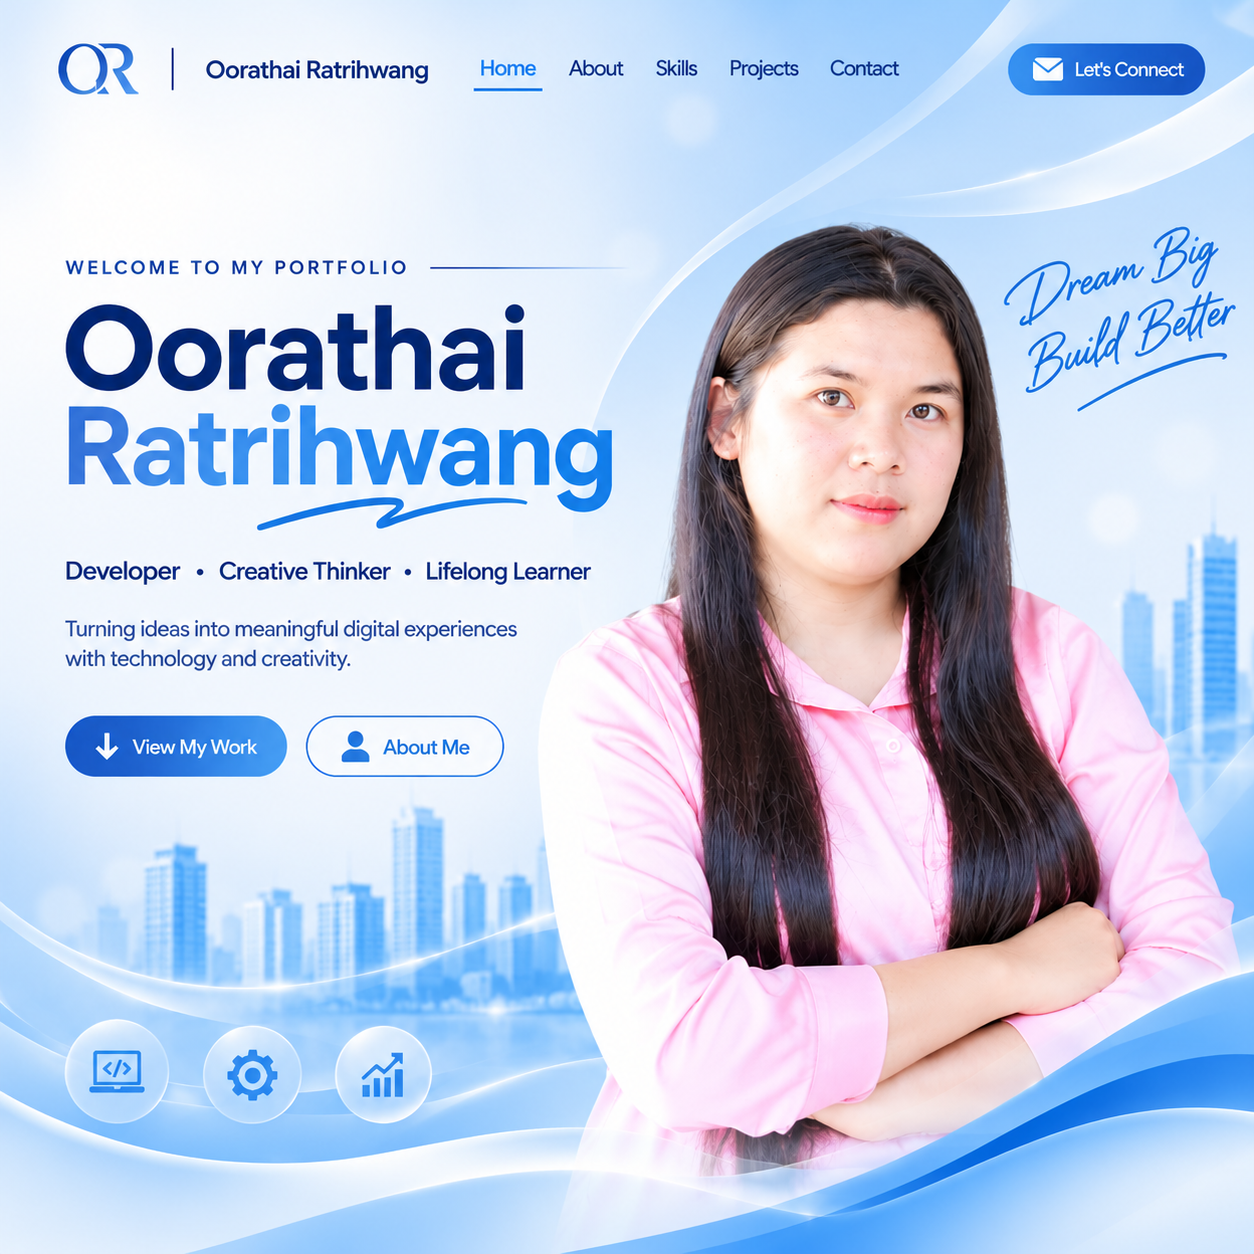 OR
Oorathai Ratrihwang
Home
About
Skills
Projects
Contact
Let's Connect
Dream Big
Build Better
WELCOME TO MY PORTFOLIO
Oorathai
Ratrihwang
Developer • Creative Thinker • Lifelong Learner
Turning ideas into meaningful digital experiences
with technology and creativity.
View My Work
About Me
</>